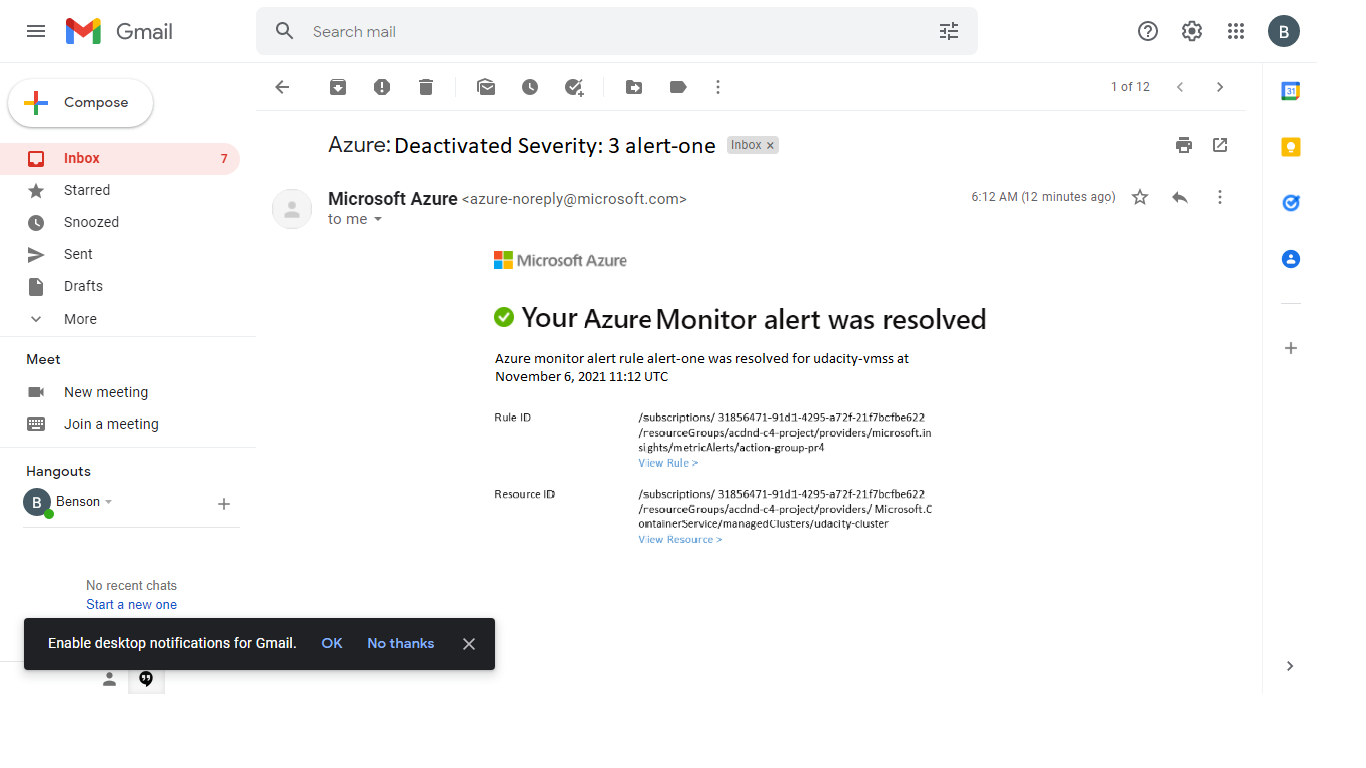 Gmail
Search mail
B
Compose
1 of 12
31
Inbox 7
Starred
Snoozed
Sent
Drafts
More
Meet
New meeting
Join a meeting
Hangouts
B Benson
No recent chats
Start a new one
Enable desktop notifications for Gmail. OK No thanks
Azure: Deactivated Severity: 3 alert-one Inbox ×
Microsoft Azure <azure-noreply@microsoft.com> 6:12 AM (12 minutes ago)
to me
Microsoft Azure
Your Azure Monitor alert was resolved
Azure monitor alert rule alert-one was resolved for udacity-vmss at
November 6, 2021 11:12 UTC
Rule ID /subscriptions/ 31856471-91d1-4295-a72f-21f7bcfbe622
/resourceGroups/acdnd-c4-project/providers/microsoft.in
sights/metricAlerts/action-group-pr4
View Rule >
Resource ID /subscriptions/ 31856471-91d1-4295-a72f-21f7bcfbe622
/resourceGroups/acdnd-c4-project/providers/ Microsoft.C
ontainerService/managedClusters/udacity-cluster
View Resource >